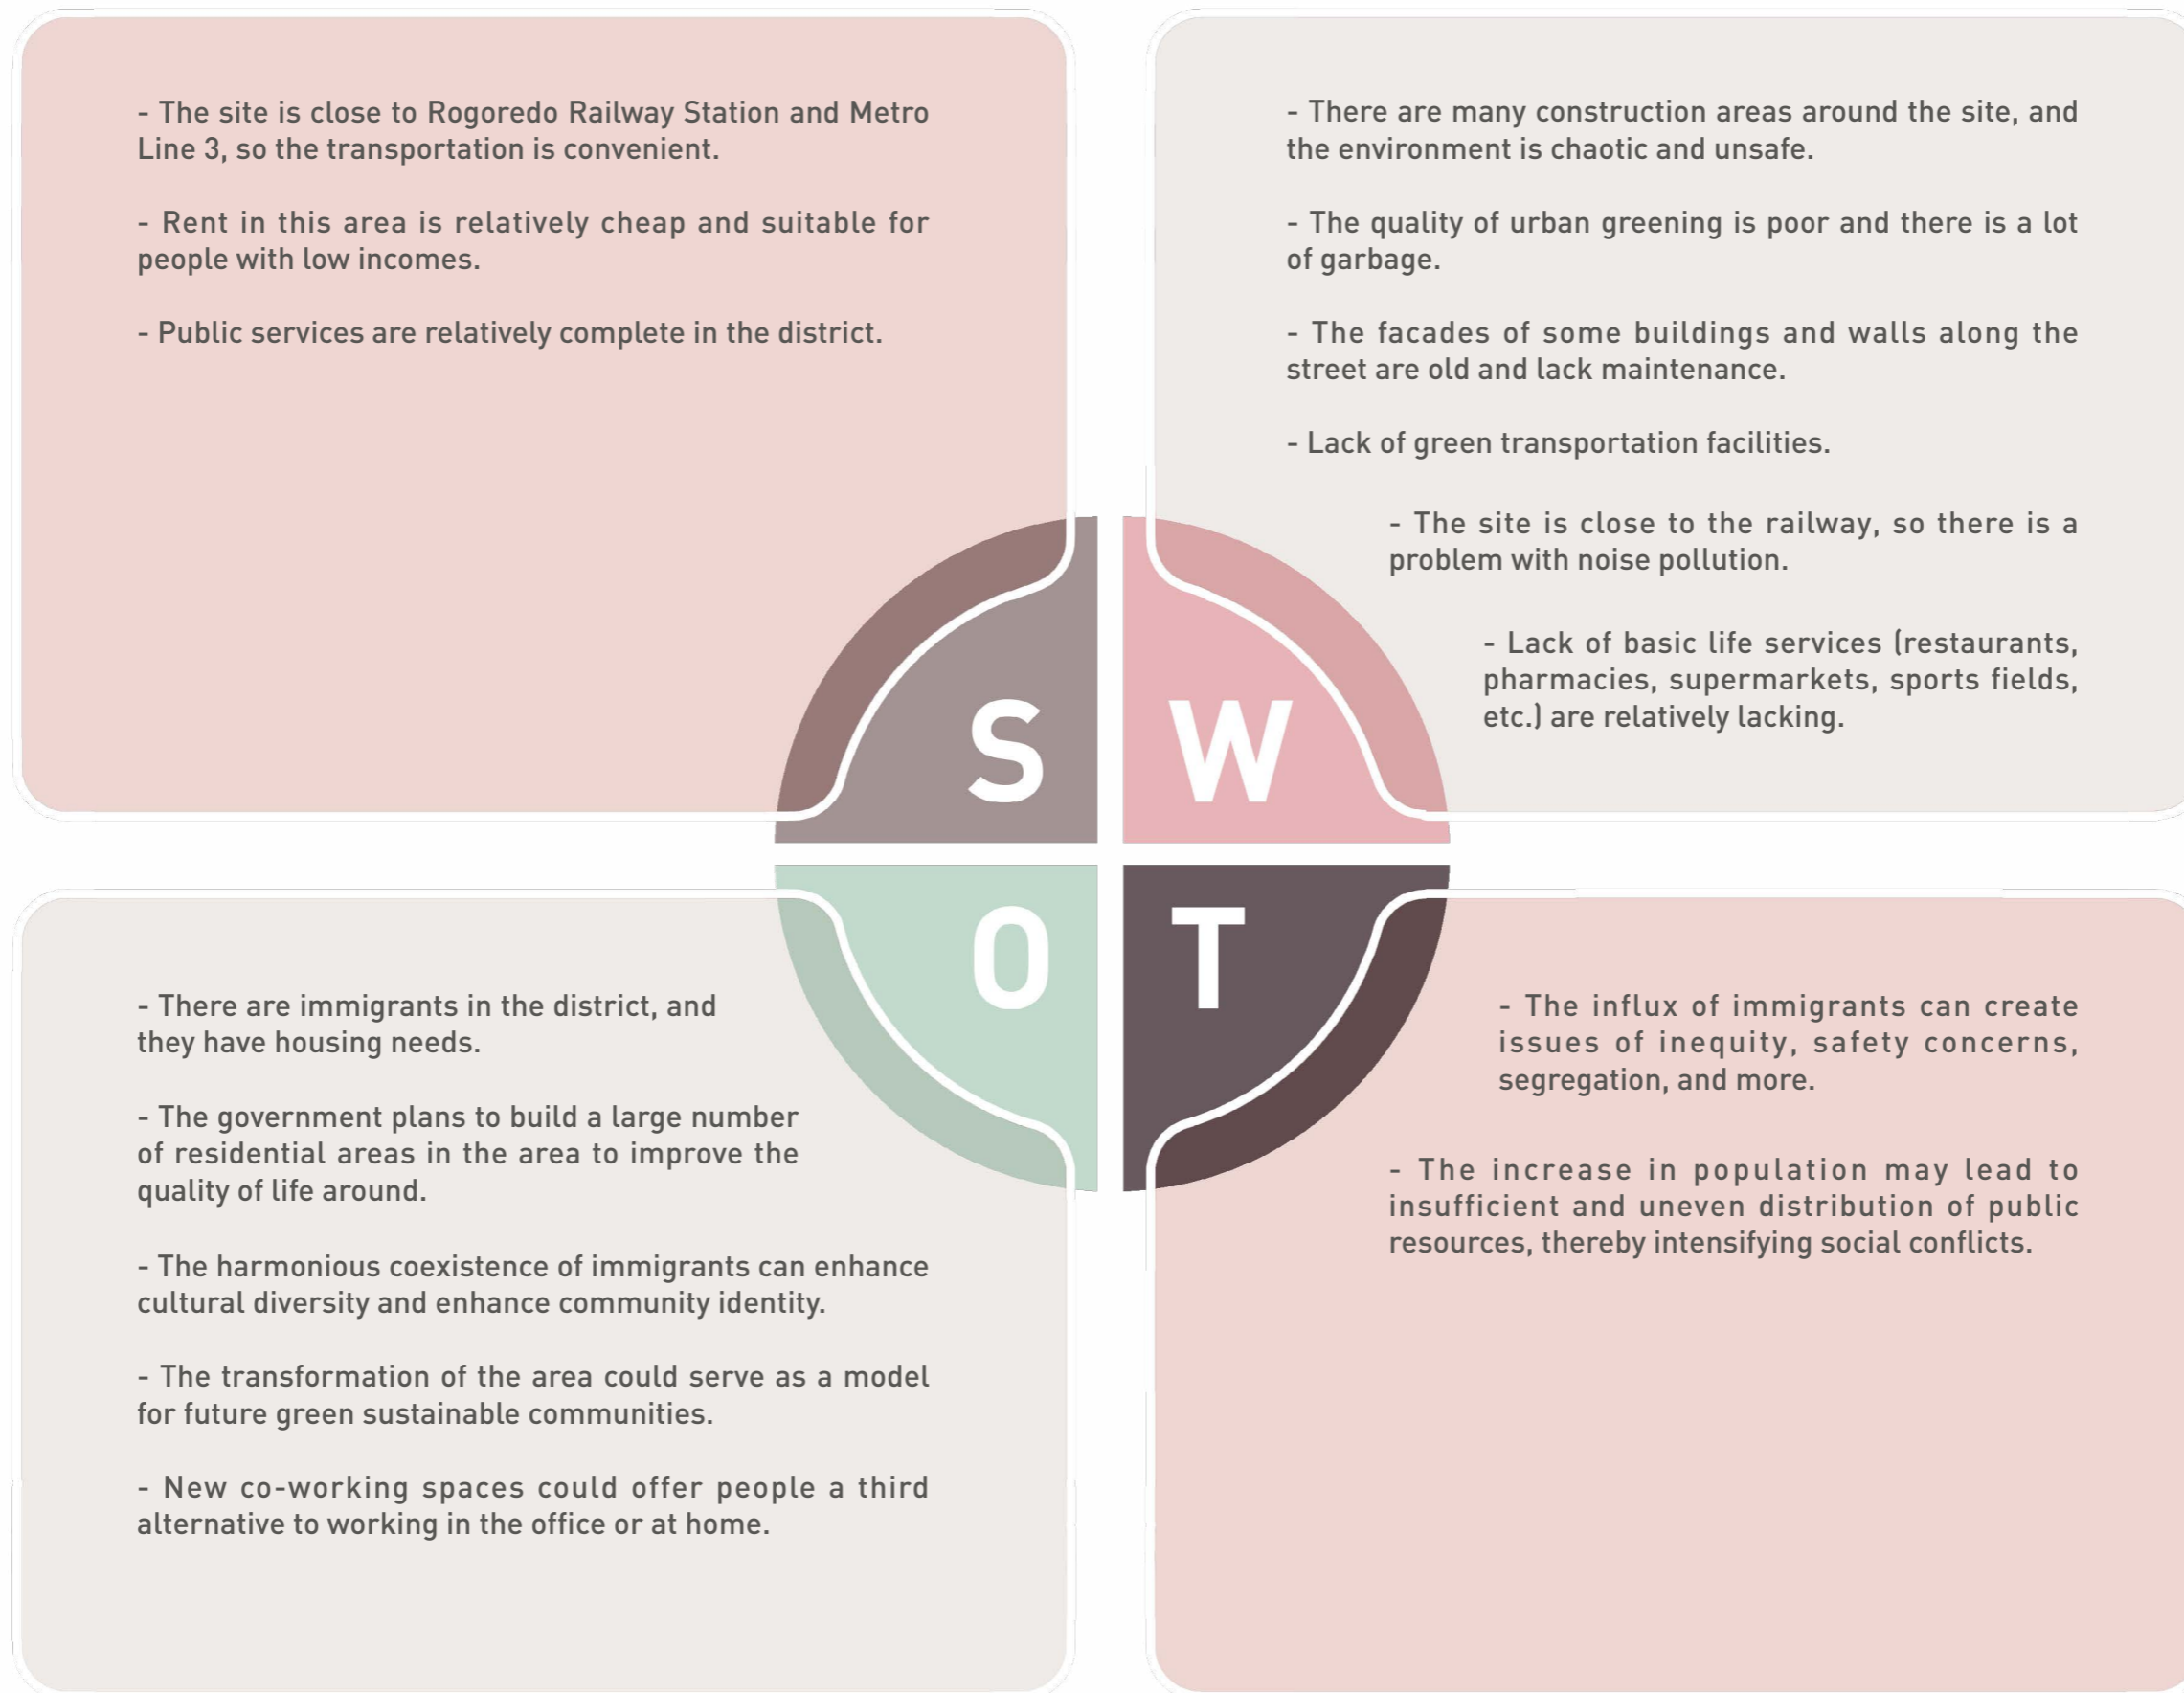 - The site is close to Rogoredo Railway Station and Metro
Line 3, so the transportation is convenient.
- Rent in this area is relatively cheap and suitable for
people with low incomes.
- Public services are relatively complete in the district.
- There are many construction areas around the site, and
the environment is chaotic and unsafe.
- The quality of urban greening is poor and there is a lot
of garbage.
- The facades of some buildings and walls along the
street are old and lack maintenance.
- Lack of green transportation facilities.
- The site is close to the railway, so there is a
problem with noise pollution.
- Lack of basic life services (restaurants,
pharmacies, supermarkets, sports fields,
etc.) are relatively lacking.
S
W
O
T
- There are immigrants in the district, and
they have housing needs.
- The government plans to build a large number
of residential areas in the area to improve the
quality of life around.
- The harmonious coexistence of immigrants can enhance
cultural diversity and enhance community identity.
- The transformation of the area could serve as a model
for future green sustainable communities.
- New co-working spaces could offer people a third
alternative to working in the office or at home.
- The influx of immigrants can create
issues of inequity, safety concerns,
segregation, and more.
- The increase in population may lead to
insufficient and uneven distribution of public
resources, thereby intensifying social conflicts.